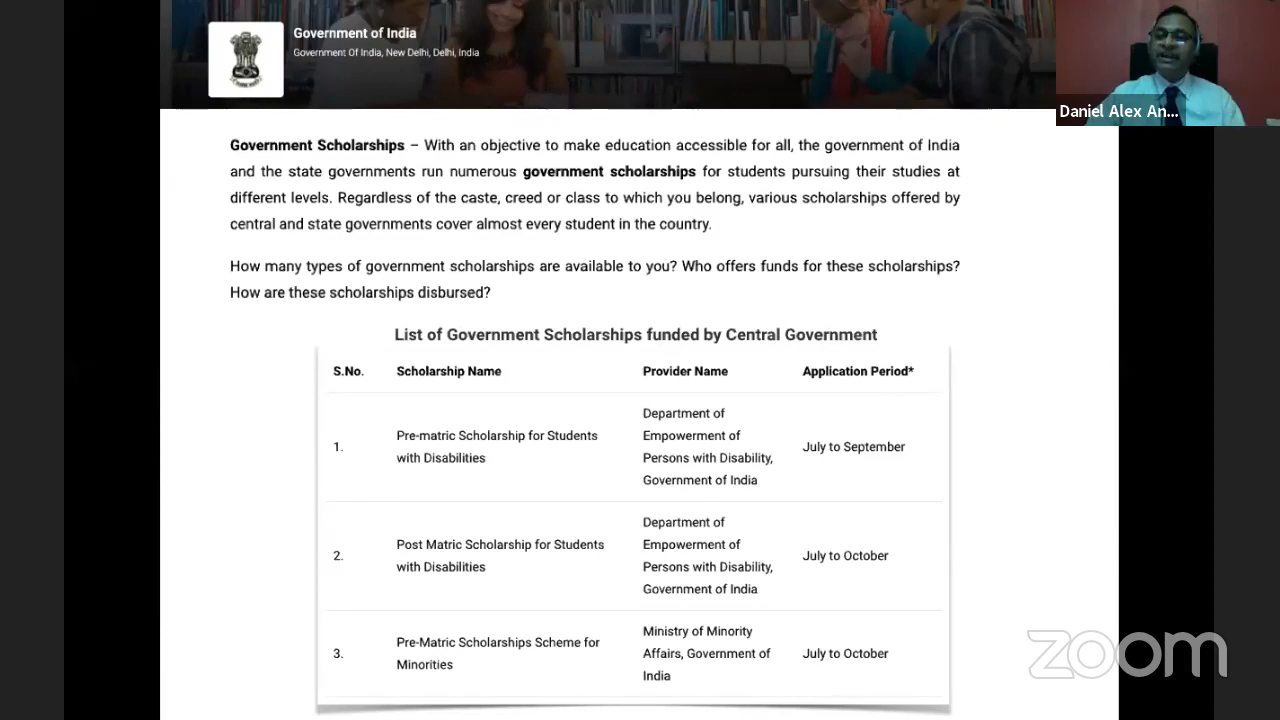 Government of India
Government Of India, New Delhi, Delhi, India
Daniel Alex An...
Government Scholarships – With an objective to make education accessible for all, the government of India
and the state governments run numerous government scholarships for students pursuing their studies at
different levels. Regardless of the caste, creed or class to which you belong, various scholarships offered by
central and state governments cover almost every student in the country.
How many types of government scholarships are available to you? Who offers funds for these scholarships?
How are these scholarships disbursed?
List of Government Scholarships funded by Central Government
S.No. Scholarship Name Provider Name Application Period*
1.
Pre-matric Scholarship for Students
with Disabilities
Department of
Empowerment of
Persons with Disability,
Government of India
July to September
2.
Post Matric Scholarship for Students
with Disabilities
Department of
Empowerment of
Persons with Disability,
Government of India
July to October
3.
Pre-Matric Scholarships Scheme for
Minorities
Ministry of Minority
Affairs, Government of
India
July to October
zoom